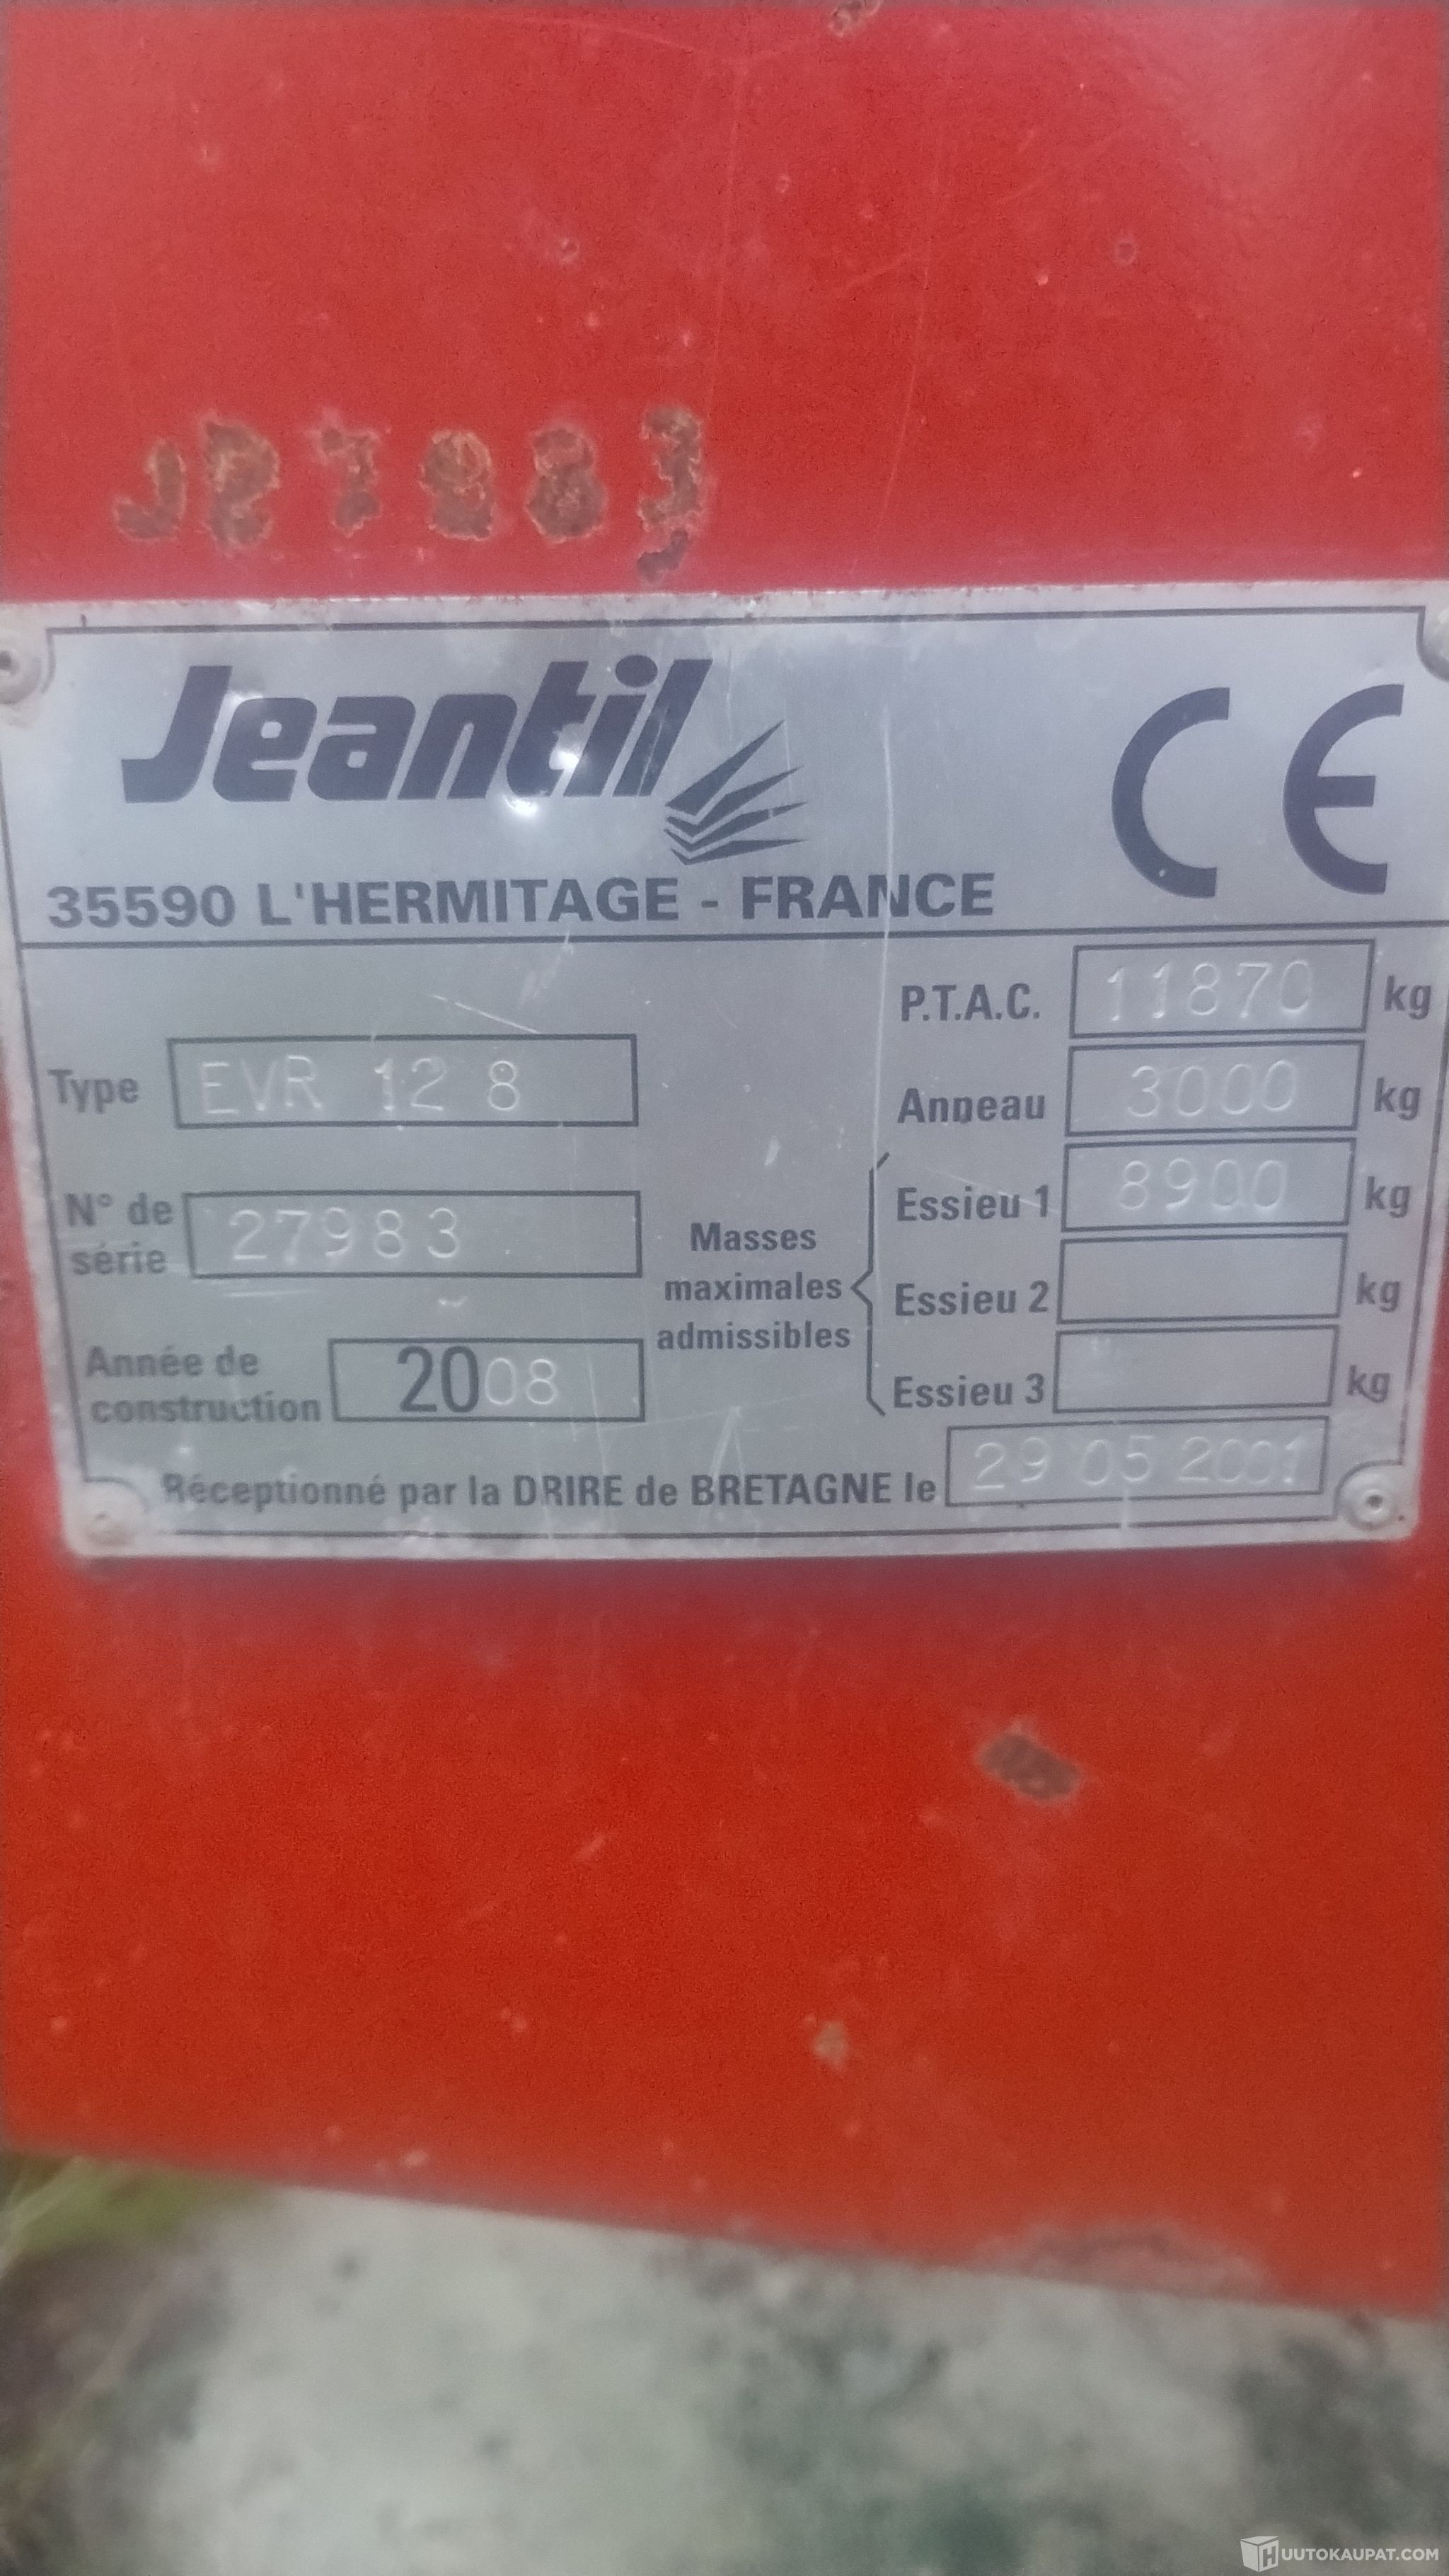 Jeantil
CE
35590 L'HERMITAGE - FRANCE
P.T.A.C. 11870 kg
Type EVR 12 8
Anneau 3000 kg
N° de série 27983
Masses maximales admissibles
Essieu 1 8900 kg
Essieu 2 kg
Essieu 3 kg
Année de construction 2008
Réceptionné par la DRIRE de BRETAGNE le 29 05 2001
HUUTOKAUPAT.COM